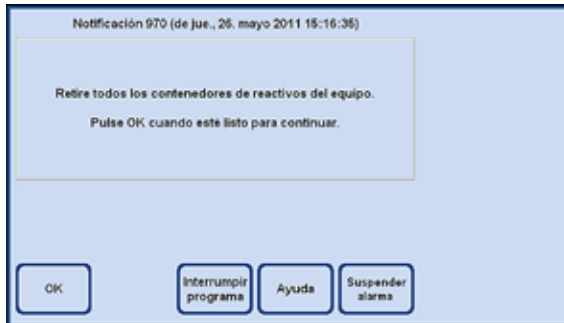 Notificación 970 (de jue., 26. mayo 2011 15:16:35)
Retire todos los contenedores de reactivos del equipo.
Pulse OK cuando esté listo para continuar.
OK
Interrumpir
programa
Ayuda
Suspender
alarma